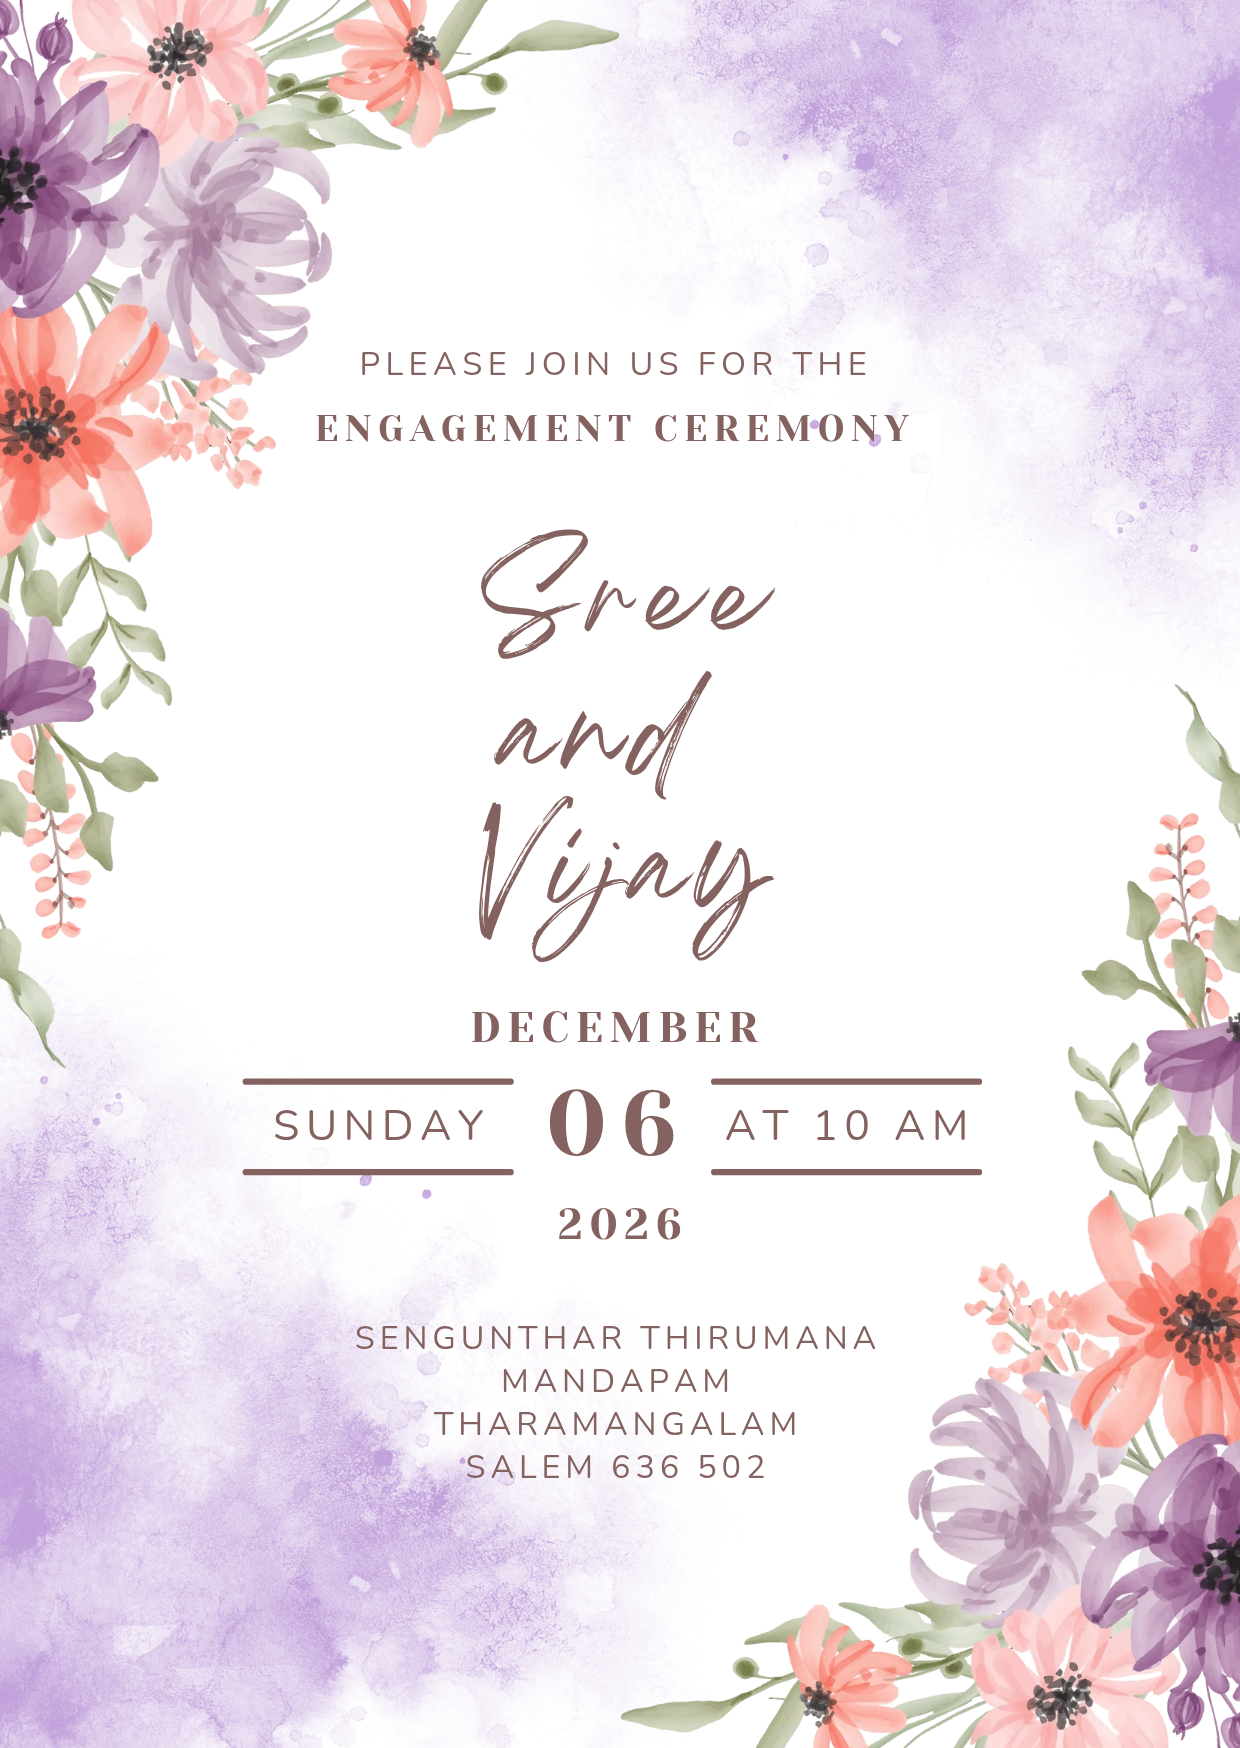 PLEASE JOIN US FOR THE
ENGAGEMENT CEREMONY
Sree
and
Vijay
DECEMBER
SUNDAY 06 AT 10 AM
2026
SENGUNTHAR THIRUMANA
MANDAPAM
THARAMANGALAM
SALEM 636 502